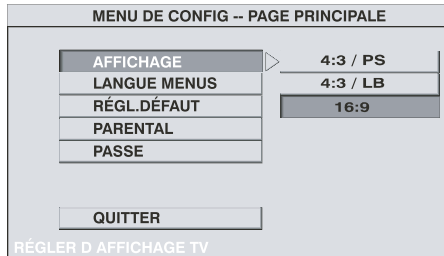 MENU DE CONFIG -- PAGE PRINCIPALE
AFFICHAGE
4:3 / PS
LANGUE MENUS
4:3 / LB
RÉGL.DÉFAUT
16:9
PARENTAL
PASSE
QUITTER
RÉGLER D AFFICHAGE TV